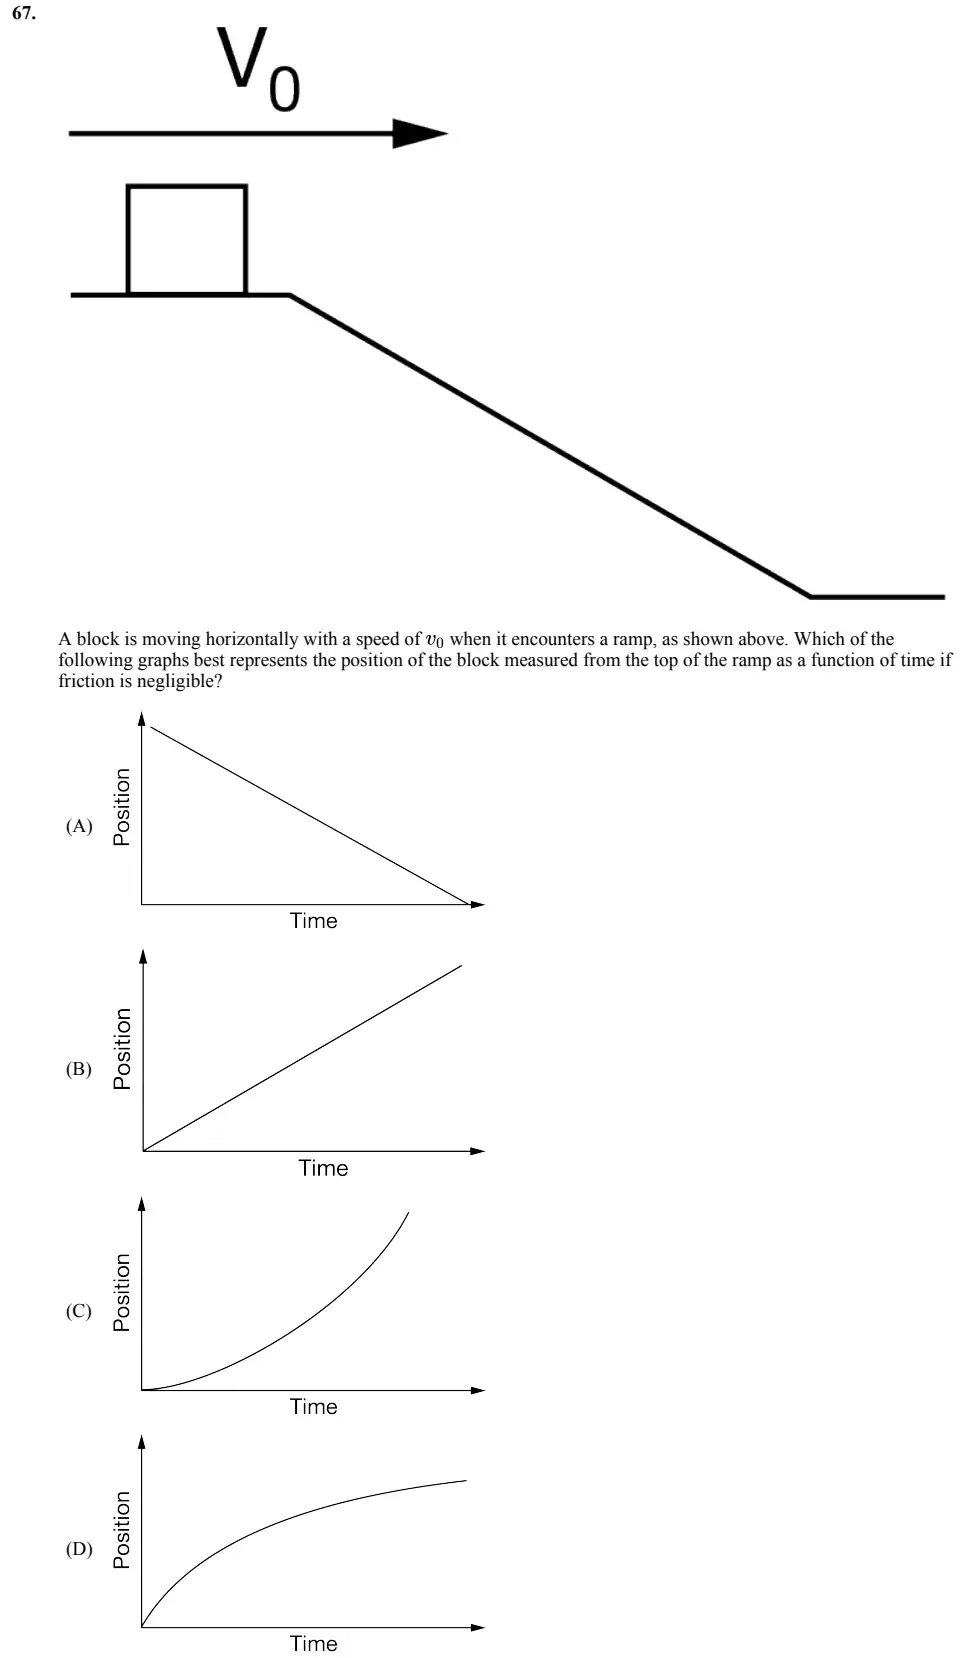 67.
V0
A block is moving horizontally with a speed of v0 when it encounters a ramp, as shown above. Which of the
following graphs best represents the position of the block measured from the top of the ramp as a function of time if
friction is negligible?
(A)
Position
Time
(B)
Position
Time
(C)
Position
Time
(D)
Position
Time